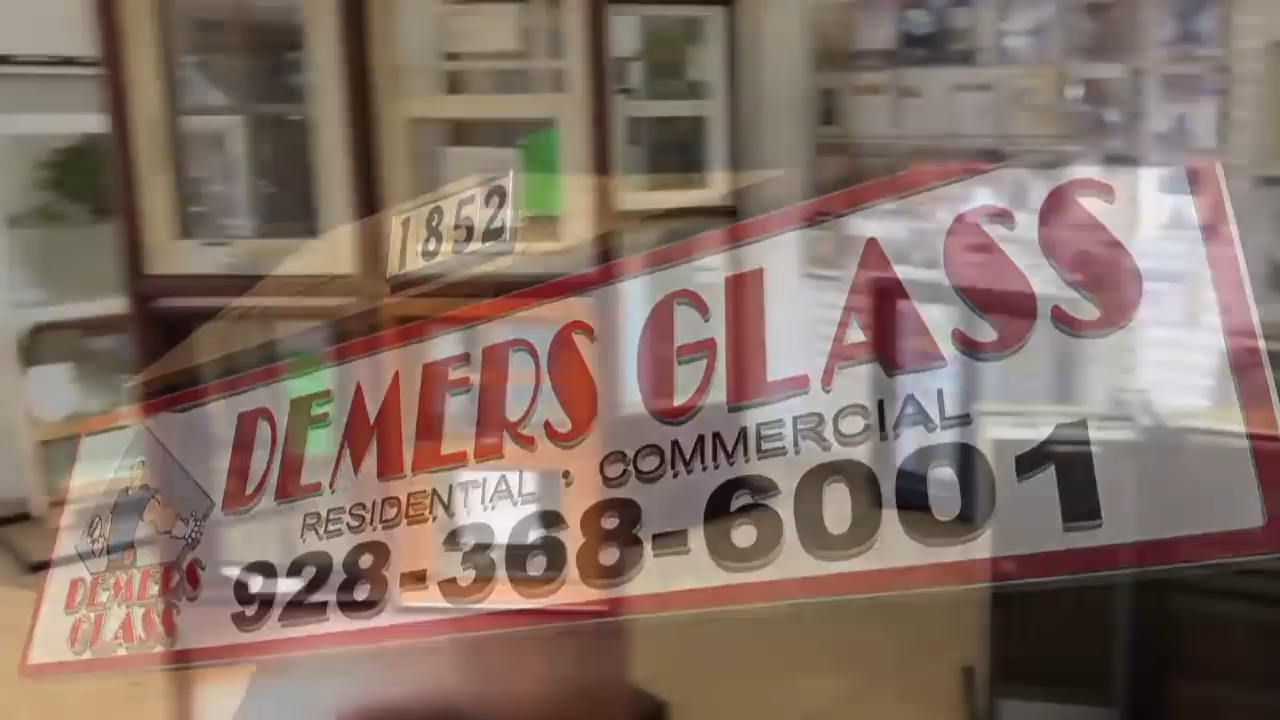 1852
DEMERS GLASS
RESIDENTIAL • COMMERCIAL
928-368-6001
DEMERS
GLASS